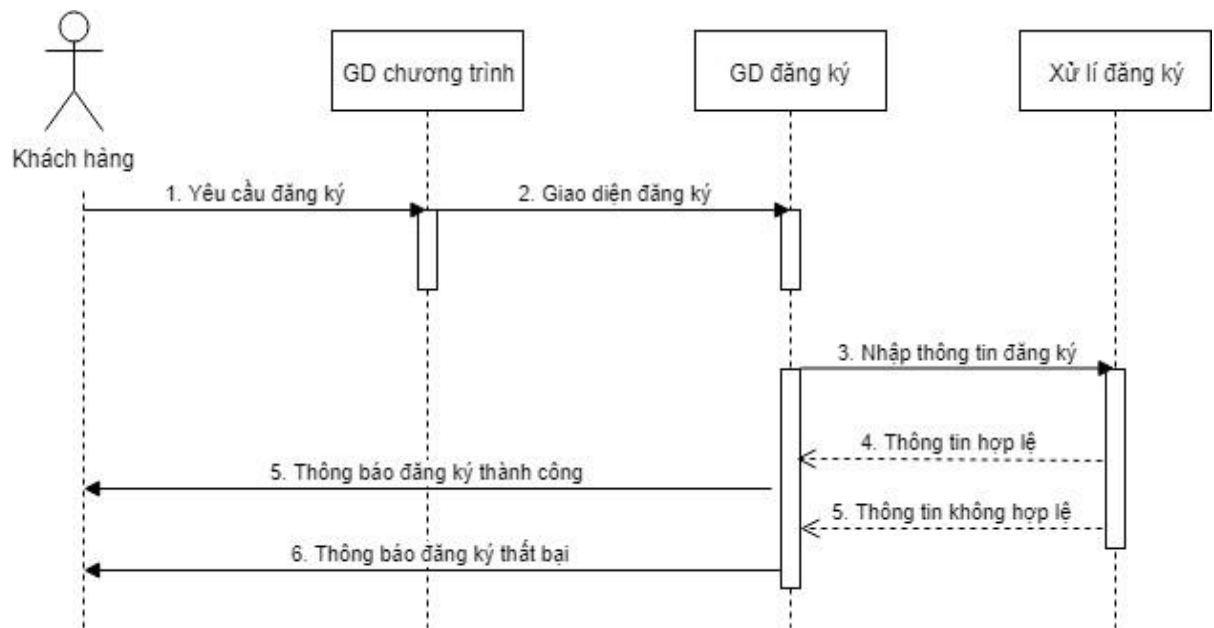 GD chương trình
GD đăng ký
Xử lí đăng ký
Khách hàng
1. Yêu cầu đăng ký
2. Giao diện đăng ký
3. Nhập thông tin đăng ký
4. Thông tin hợp lệ
5. Thông báo đăng ký thành công
5. Thông tin không hợp lệ
6. Thông báo đăng ký thất bại